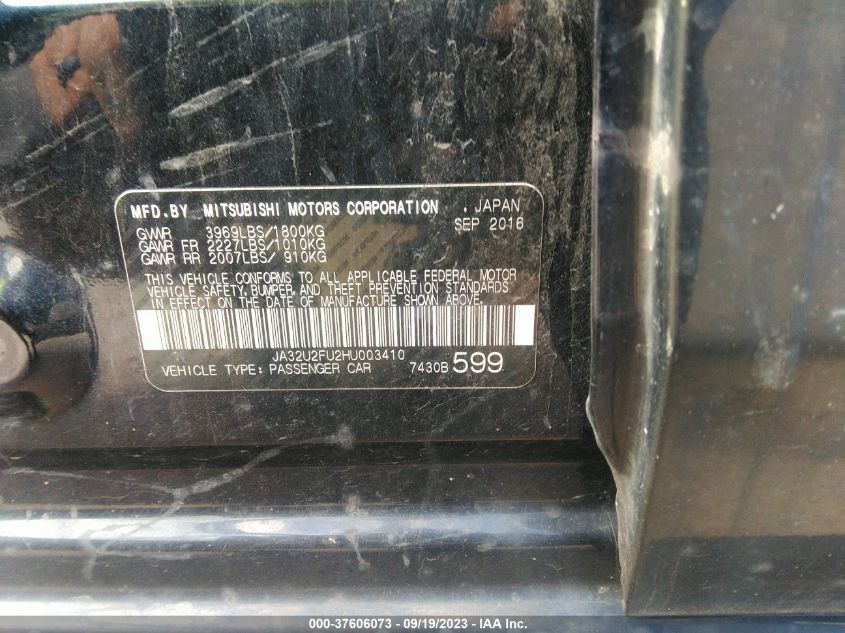 MFD.BY MITSUBISHI MOTORS CORPORATION , JAPAN
SEP 2016
GVWR 3969LBS/1800KG
GAWR FR 2227LBS/1010KG
GAWR RR 2007LBS/ 910KG
THIS VEHICLE CONFORMS TO ALL APPLICABLE FEDERAL MOTOR
VEHICLE SAFETY, BUMPER, AND THEFT PREVENTION STANDARDS
IN EFFECT ON THE DATE OF MANUFACTURE SHOWN ABOVE.
JA32U2FU2HU003410
VEHICLE TYPE: PASSENGER CAR 7430B 599
000-37606073 — 09/19/2023 — IAA Inc.